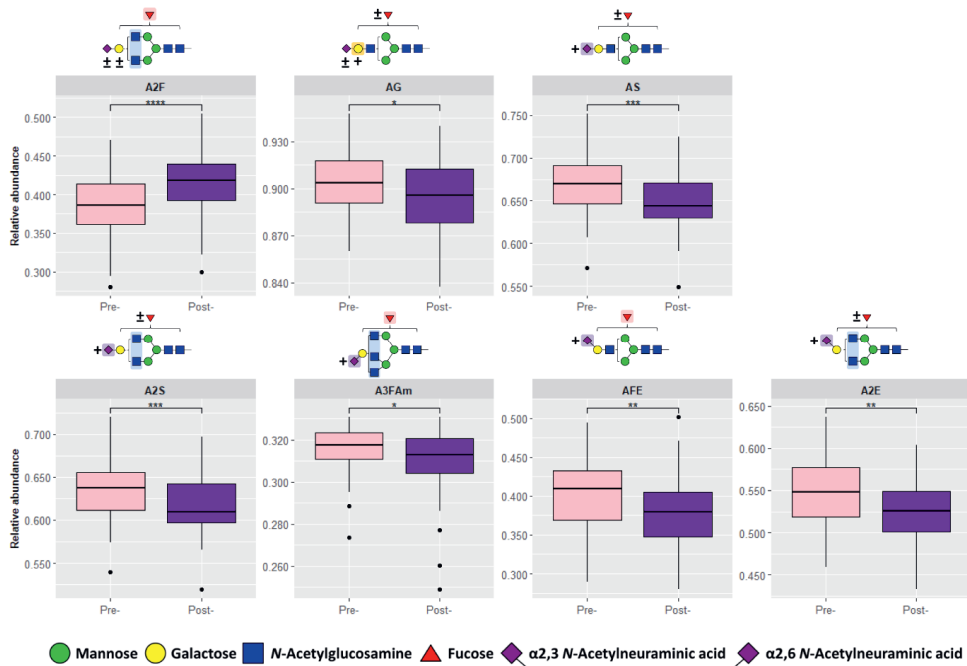 ±
±
+
± ±
± +
A2F
AG
AS
****
*
***
Relative abundance
0.500
0.450
0.400
0.350
0.300
0.930
0.900
0.870
0.840
0.750
0.700
0.650
0.600
0.550
Pre-
Post-
Pre-
Post-
Pre-
Post-
±
±
+
+
+
+
A2S
A3FAm
AFE
A2E
***
*
**
**
Relative abundance
0.700
0.650
0.600
0.550
0.320
0.300
0.280
0.260
0.500
0.400
0.300
0.650
0.600
0.550
0.500
0.450
Pre-
Post-
Pre-
Post-
Pre-
Post-
Pre-
Post-
Mannose Galactose N-Acetylglucosamine Fucose α2,3 N-Acetylneuraminic acid α2,6 N-Acetylneuraminic acid